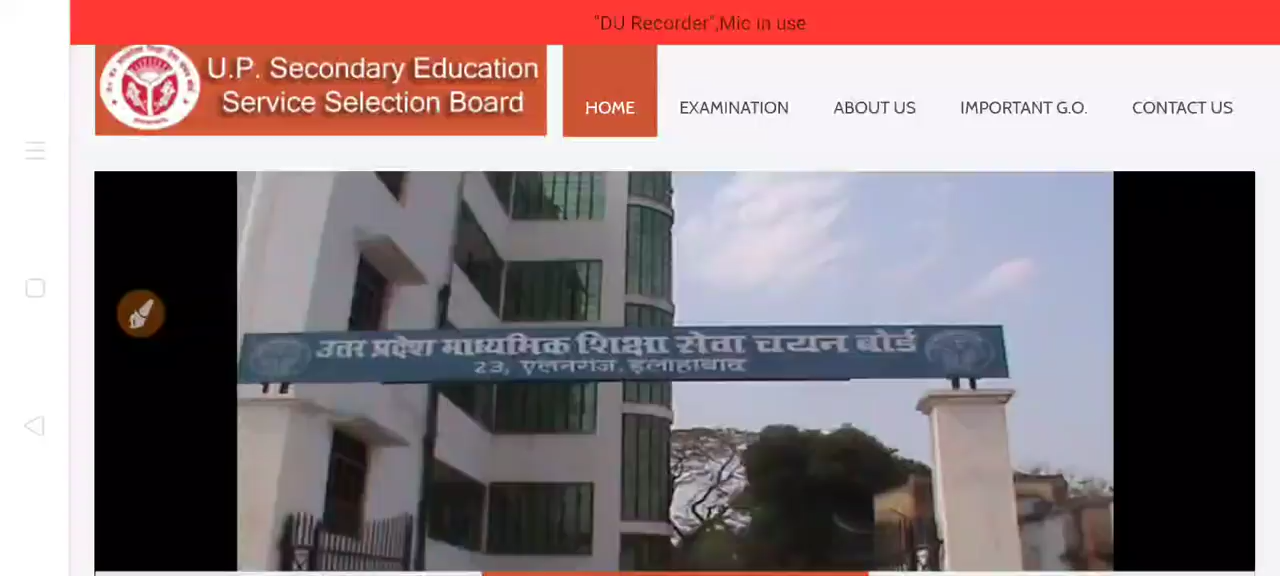 "DU Recorder",Mic in use
U.P. Secondary Education
Service Selection Board
HOME
EXAMINATION
ABOUT US
IMPORTANT G.O.
CONTACT US
उत्तर प्रदेश माध्यमिक शिक्षा सेवा चयन बोर्ड
23, एलनगंज, इलाहाबाद